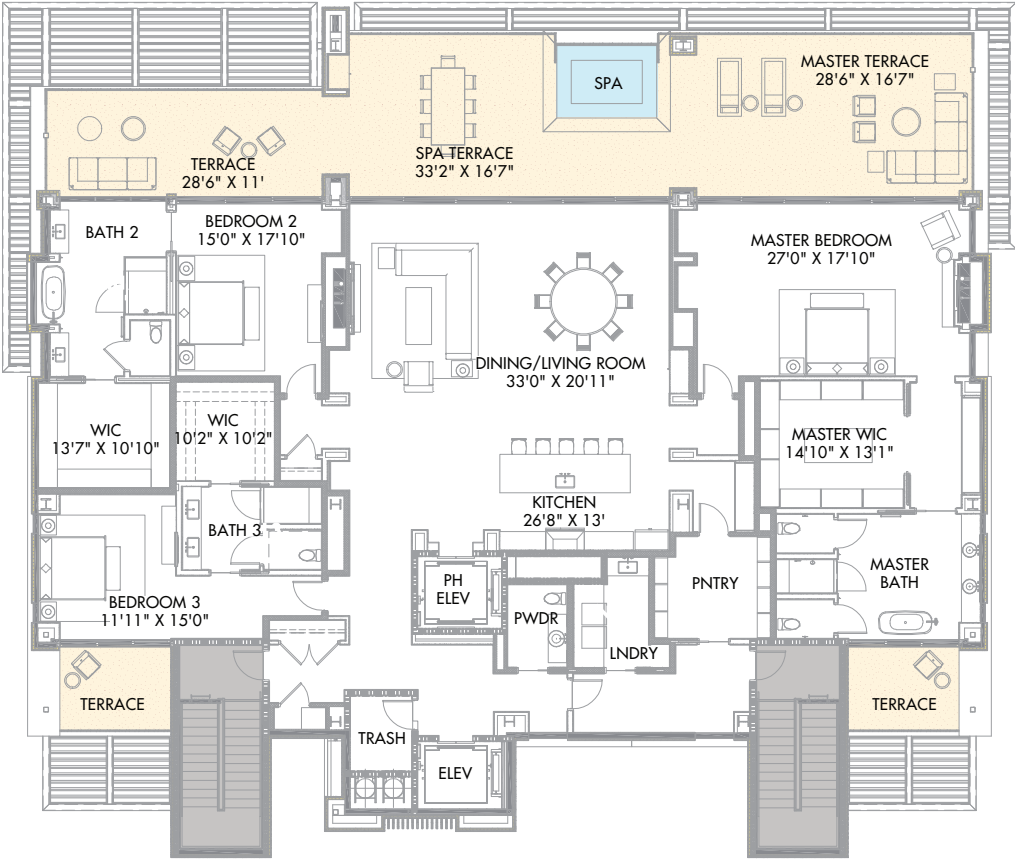 SPA
MASTER TERRACE
28'6" X 16'7"
SPA TERRACE
33'2" X 16'7"
TERRACE
28'6" X 11'
BATH 2
BEDROOM 2
15'0" X 17'10"
MASTER BEDROOM
27'0" X 17'10"
DINING/LIVING ROOM
33'0" X 20'11"
WIC
13'7" X 10'10"
WIC
10'2" X 10'2"
MASTER WIC
14'10" X 13'1"
KITCHEN
26'8" X 13'
BATH 3
PH
ELEV
PNTRY
MASTER
BATH
BEDROOM 3
11'11" X 15'0"
PWDR
LNDRY
TERRACE
TERRACE
TRASH
ELEV